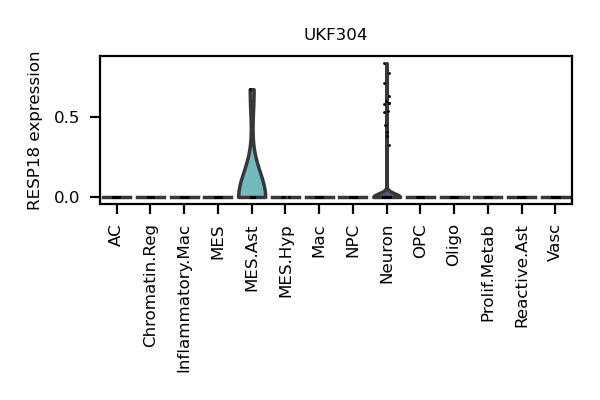 UKF304
RESP18 expression
0.5
0.0
AC
Chromatin.Reg
Inflammatory.Mac
MES
MES.Ast
MES.Hyp
Mac
NPC
Neuron
OPC
Oligo
Prolif.Metab
Reactive.Ast
Vasc